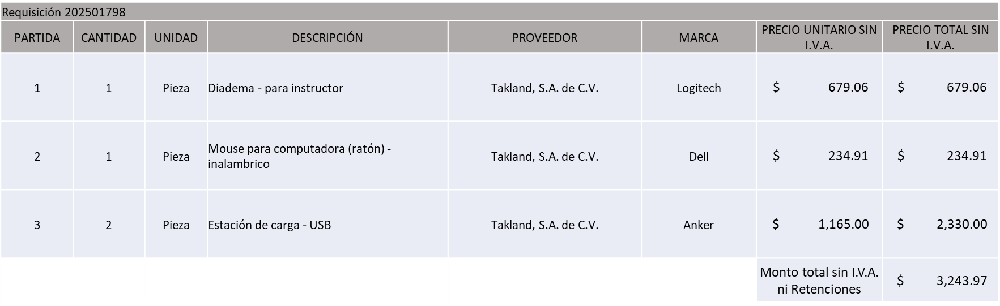 Requisición 202501798
PARTIDA CANTIDAD UNIDAD DESCRIPCIÓN PROVEEDOR MARCA PRECIO UNITARIO SIN I.V.A. PRECIO TOTAL SIN I.V.A.
1 1 Pieza Diadema - para instructor Takland, S.A. de C.V. Logitech $ 679.06 $ 679.06
2 1 Pieza Mouse para computadora (ratón) - inalambrico Takland, S.A. de C.V. Dell $ 234.91 $ 234.91
3 2 Pieza Estación de carga - USB Takland, S.A. de C.V. Anker $ 1,165.00 $ 2,330.00
Monto total sin I.V.A. ni Retenciones $ 3,243.97